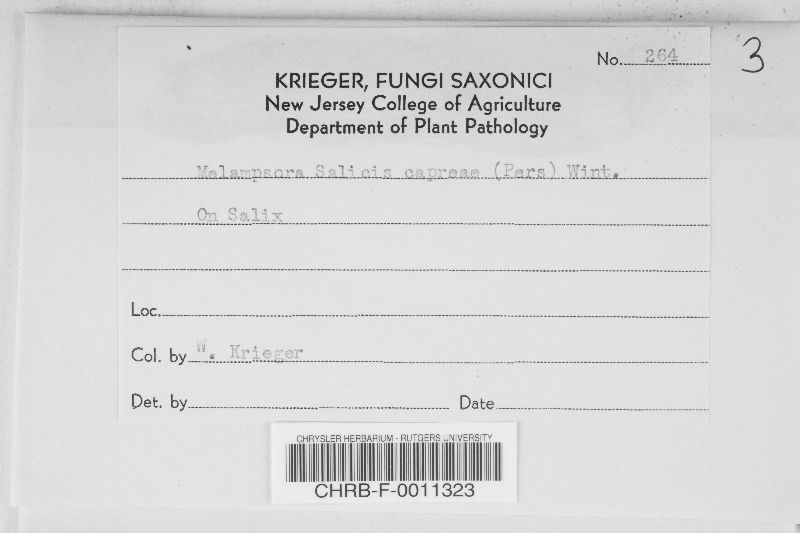 No. 264
3
KRIEGER, FUNGI SAXONICI
New Jersey College of Agriculture
Department of Plant Pathology
Melampsora Salicis capreae (Pers) Wint.
On Salix
Loc.
Col. by W. Krieger
Det. by
Date
CHRYSLER HERBARIUM - RUTGERS UNIVERSITY
CHRB-F-0011323